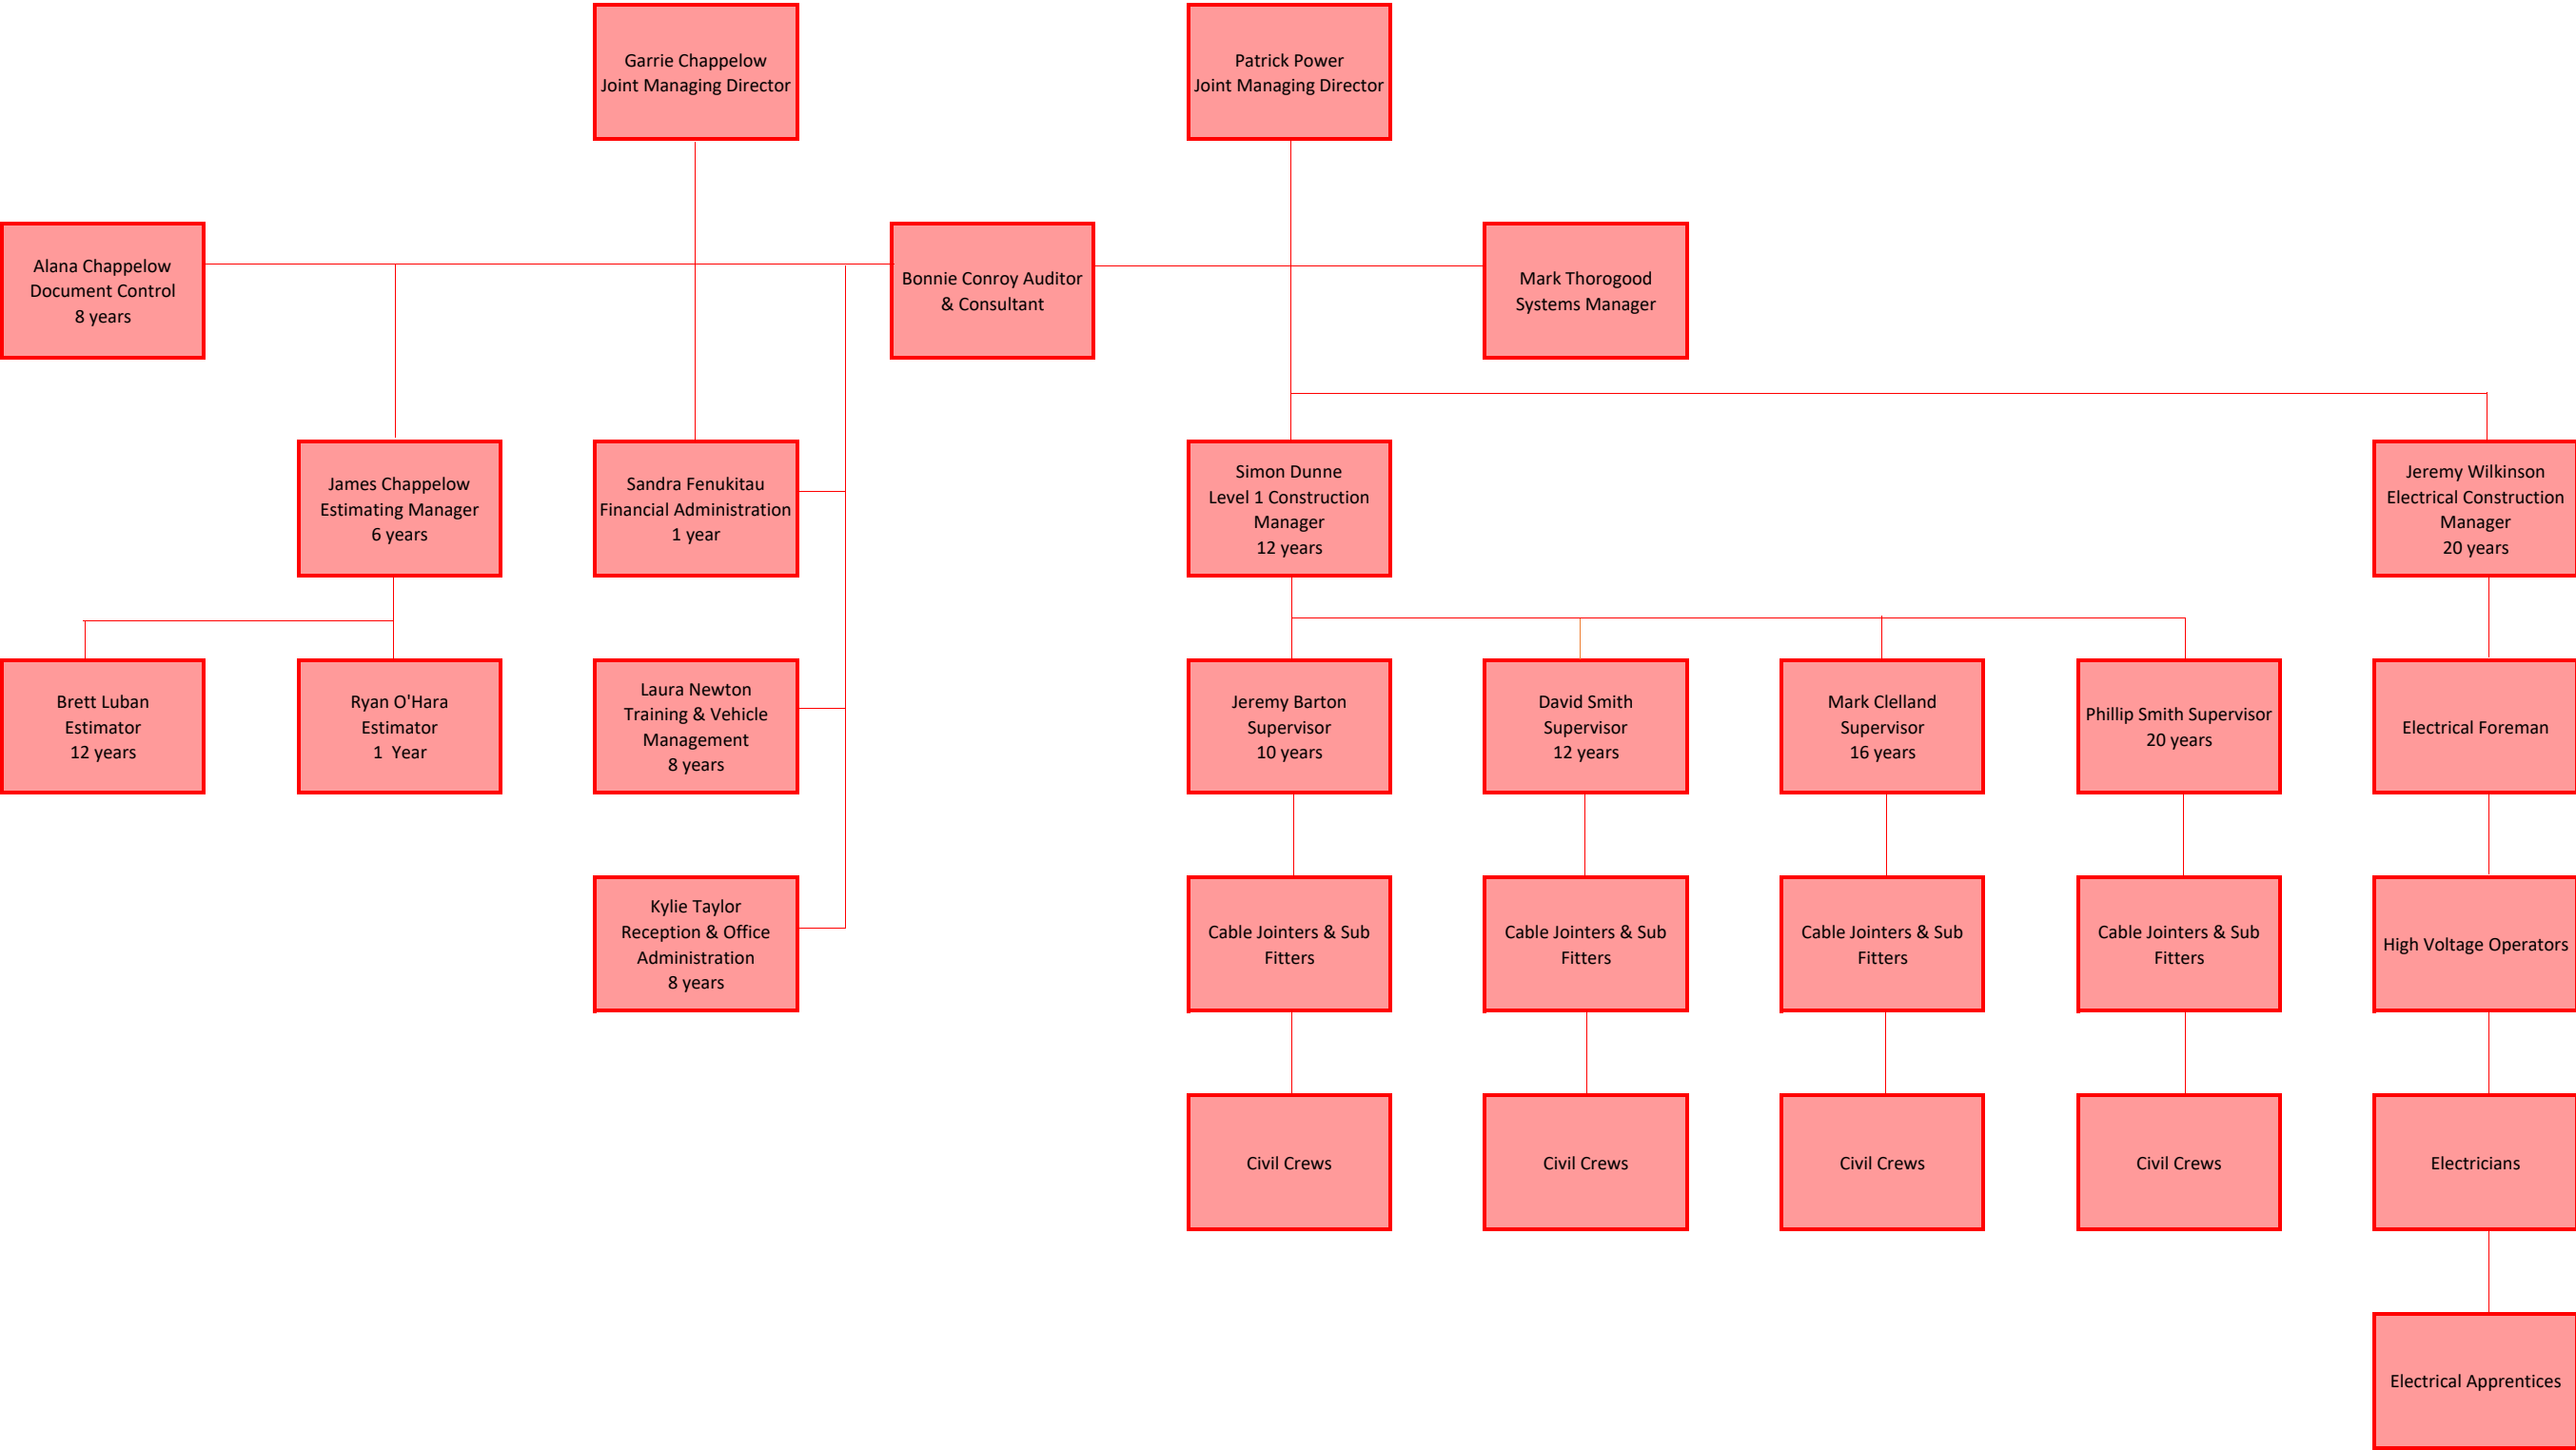 Garrie Chappelow
Joint Managing Director
Patrick Power
Joint Managing Director
Alana Chappelow
Document Control
8 years
Bonnie Conroy Auditor
& Consultant
Mark Thorogood
Systems Manager
James Chappelow
Estimating Manager
6 years
Sandra Fenukitau
Financial Administration
1 year
Simon Dunne
Level 1 Construction
Manager
12 years
Jeremy Wilkinson
Electrical Construction
Manager
20 years
Brett Luban
Estimator
12 years
Ryan O'Hara
Estimator
1 Year
Laura Newton
Training & Vehicle
Management
8 years
Jeremy Barton
Supervisor
10 years
David Smith
Supervisor
12 years
Mark Clelland
Supervisor
16 years
Phillip Smith Supervisor
20 years
Electrical Foreman
Kylie Taylor
Reception & Office
Administration
8 years
Cable Jointers & Sub
Fitters
Cable Jointers & Sub
Fitters
Cable Jointers & Sub
Fitters
Cable Jointers & Sub
Fitters
High Voltage Operators
Civil Crews
Civil Crews
Civil Crews
Civil Crews
Electricians
Electrical Apprentices